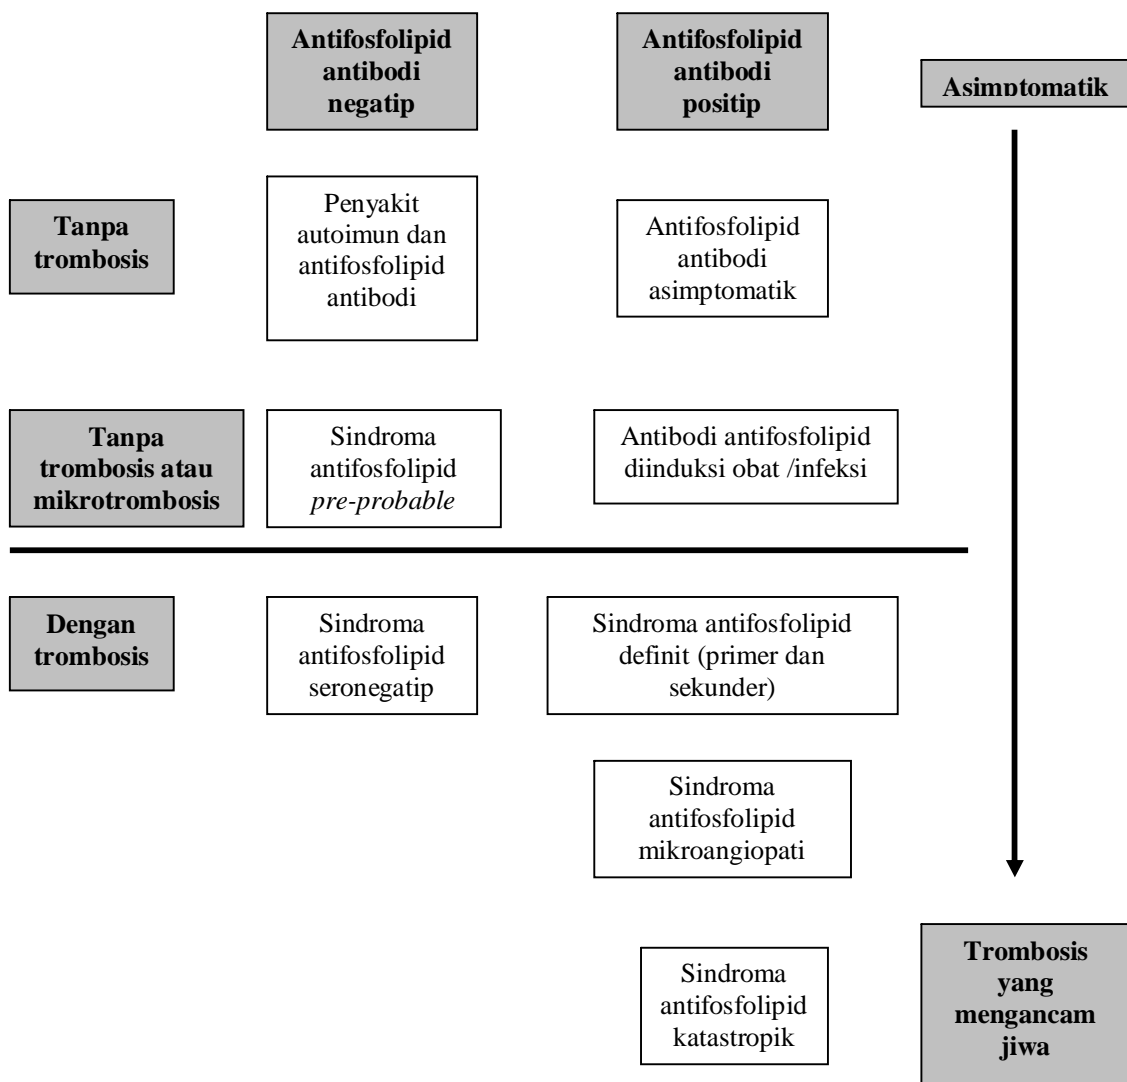 Antifosfolipid
antibodi
negatip
Antifosfolipid
antibodi
positip
Asimptomatik
Tanpa
trombosis
Penyakit
autoimun dan
antifosfolipid
antibodi
Antifosfolipid
antibodi
asimptomatik
Tanpa
trombosis atau
mikrotrombosis
Sindroma
antifosfolipid
pre-probable
Antibodi antifosfolipid
diinduksi obat /infeksi
Dengan
trombosis
Sindroma
antifosfolipid
seronegatip
Sindroma antifosfolipid
definit (primer dan
sekunder)
Sindroma
antifosfolipid
mikroangiopati
Sindroma
antifosfolipid
katastropik
Trombosis
yang
mengancam
jiwa